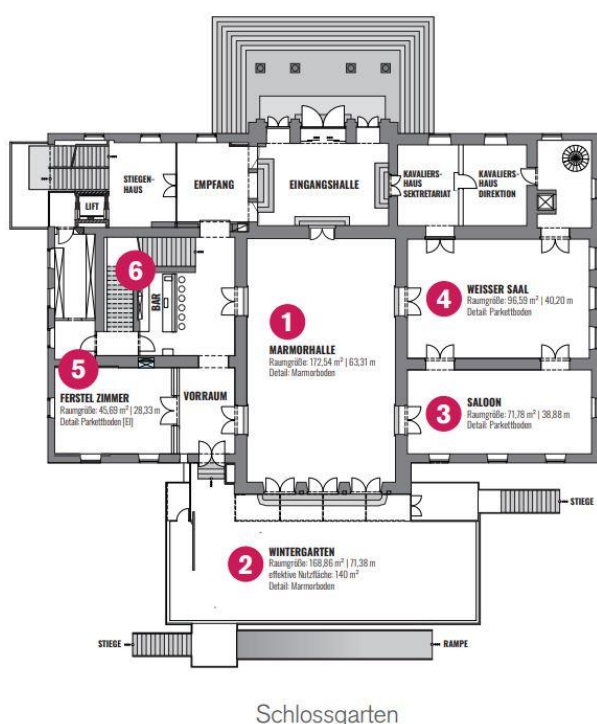 STIEGEN-
HAUS
EMPFANG
EINGANGSHALLE
KAVALIERS-
HAUS
SEKRETARIAT
KAVALIERS-
HAUS
DIREKTION
LIFT
6
BAR
1
MARMORHALLE
Raumgröße: 172,54 m² | 63,31 m
Detail: Marmorboden
4
WEISSER SAAL
Raumgröße: 96,59 m² | 40,20 m
Detail: Parkettboden
5
FERSTEL ZIMMER
Raumgröße: 45,69 m² | 28,33 m
Detail: Parkettboden [EI]
VORRAUM
3
SALOON
Raumgröße: 71,78 m² | 38,88 m
Detail: Parkettboden
STIEGE
2
WINTERGARTEN
Raumgröße: 168,86 m² | 71,38 m
effektive Nutzfläche: 140 m²
Detail: Marmorboden
STIEGE
RAMPE
Schlossgarten